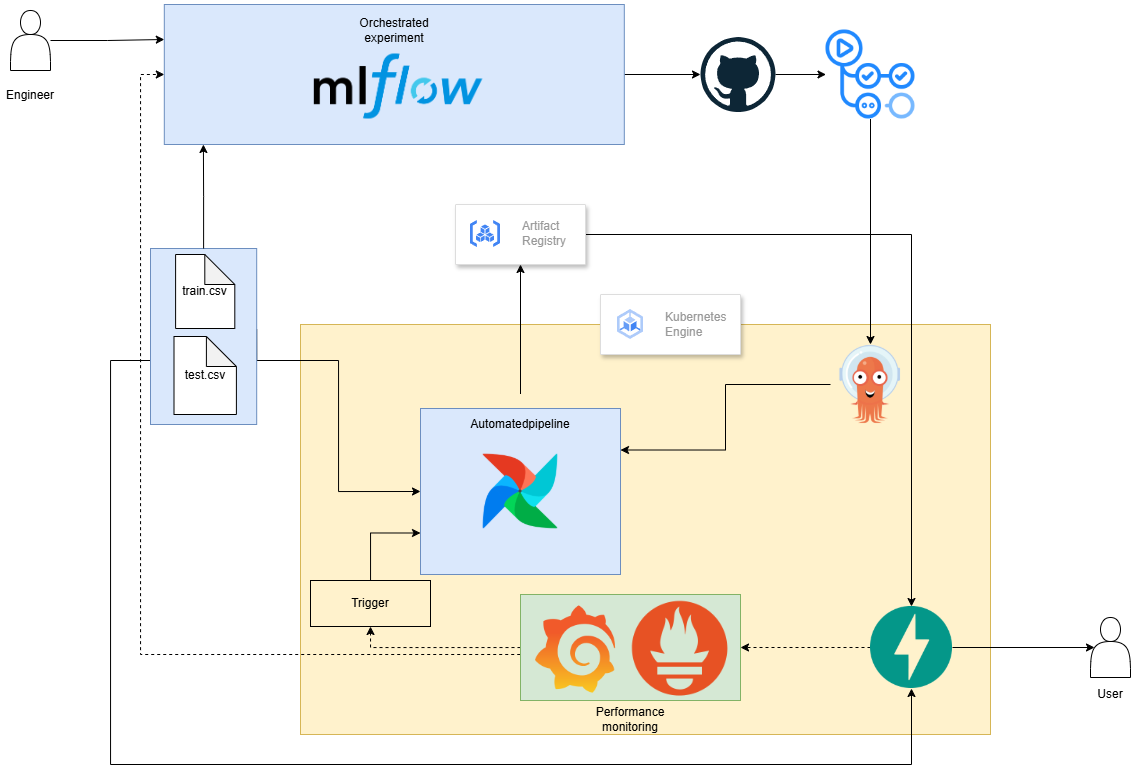 Orchestrated
experiment
mlflow
Engineer
Artifact
Registry
train.csv
Kubernetes
Engine
test.csv
Automatedpipeline
Trigger
User
Performance
monitoring